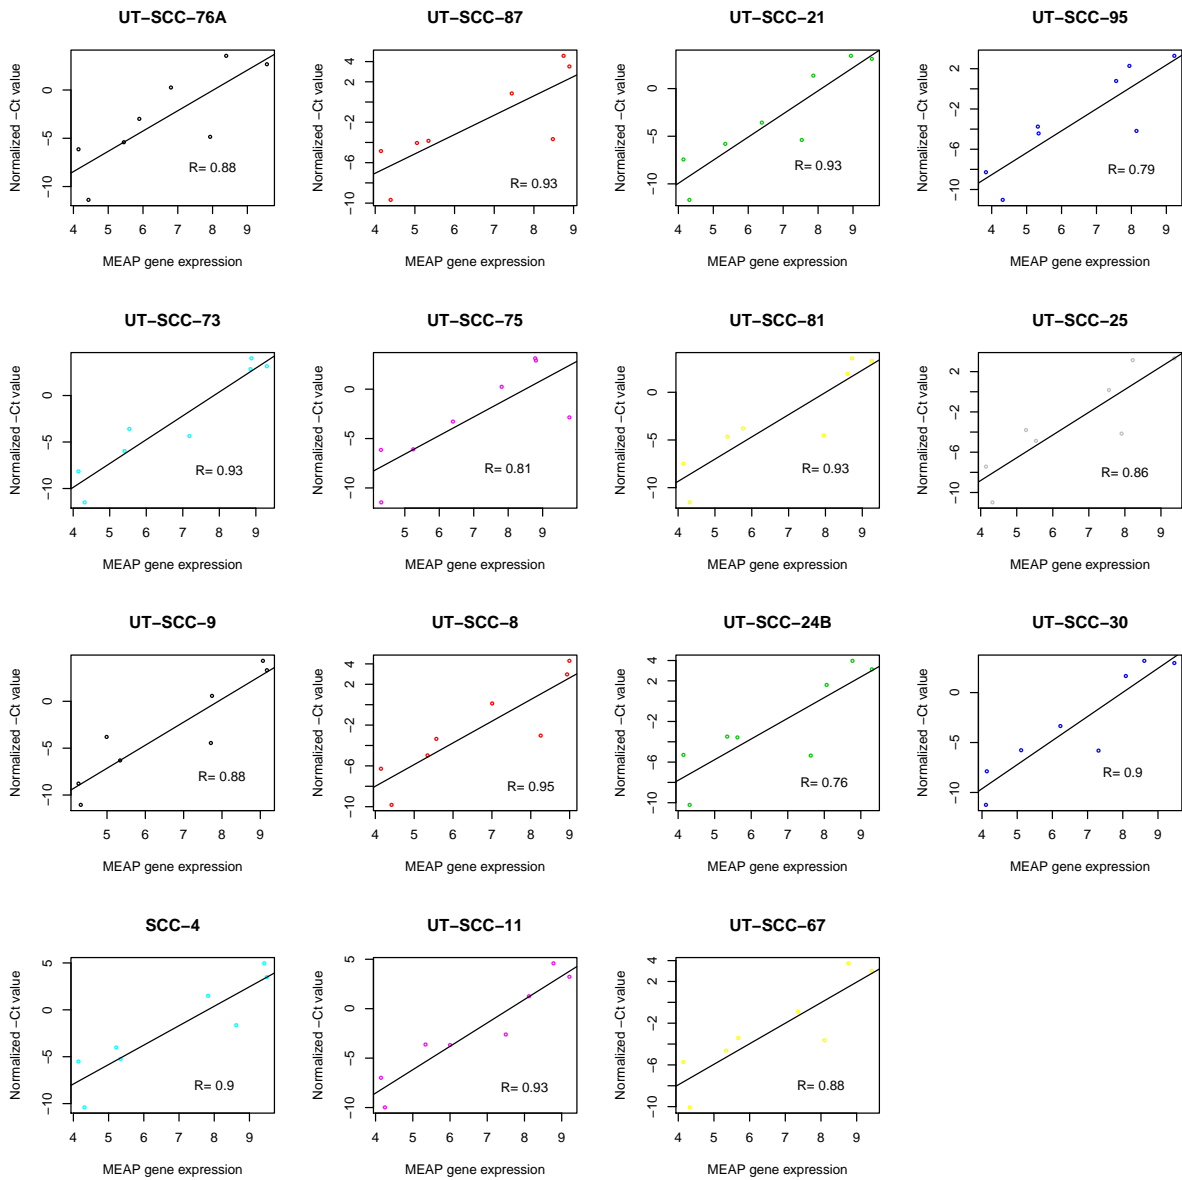 UT−SCC−76A
Normalized −Ct value
0
−5
−10
R= 0.88
4 5 6 7 8 9
MEAP gene expression
UT−SCC−87
Normalized −Ct value
4
2
−2
−6
−10
R= 0.93
4 5 6 7 8 9
MEAP gene expression
UT−SCC−21
Normalized −Ct value
0
−5
−10
R= 0.93
4 5 6 7 8 9
MEAP gene expression
UT−SCC−95
Normalized −Ct value
2
−2
−6
−10
R= 0.79
4 5 6 7 8 9
MEAP gene expression
UT−SCC−73
Normalized −Ct value
0
−5
−10
R= 0.93
4 5 6 7 8 9
MEAP gene expression
UT−SCC−75
Normalized −Ct value
0
−5
−10
R= 0.81
5 6 7 8 9
MEAP gene expression
UT−SCC−81
Normalized −Ct value
0
−5
−10
R= 0.93
4 5 6 7 8 9
MEAP gene expression
UT−SCC−25
Normalized −Ct value
2
−2
−6
−10
R= 0.86
4 5 6 7 8 9
MEAP gene expression
UT−SCC−9
Normalized −Ct value
0
−5
−10
R= 0.88
4 5 6 7 8 9
MEAP gene expression
UT−SCC−8
Normalized −Ct value
4
2
−2
−6
−10
R= 0.95
4 5 6 7 8 9
MEAP gene expression
UT−SCC−24B
Normalized −Ct value
4
2
−2
−6
−10
R= 0.76
4 5 6 7 8 9
MEAP gene expression
UT−SCC−30
Normalized −Ct value
0
−5
−10
R= 0.9
4 5 6 7 8 9
MEAP gene expression
SCC−4
Normalized −Ct value
5
0
−5
−10
R= 0.9
4 5 6 7 8 9
MEAP gene expression
UT−SCC−11
Normalized −Ct value
5
0
−5
−10
R= 0.93
4 5 6 7 8 9
MEAP gene expression
UT−SCC−67
Normalized −Ct value
4
2
−2
−6
−10
R= 0.88
4 5 6 7 8 9
MEAP gene expression